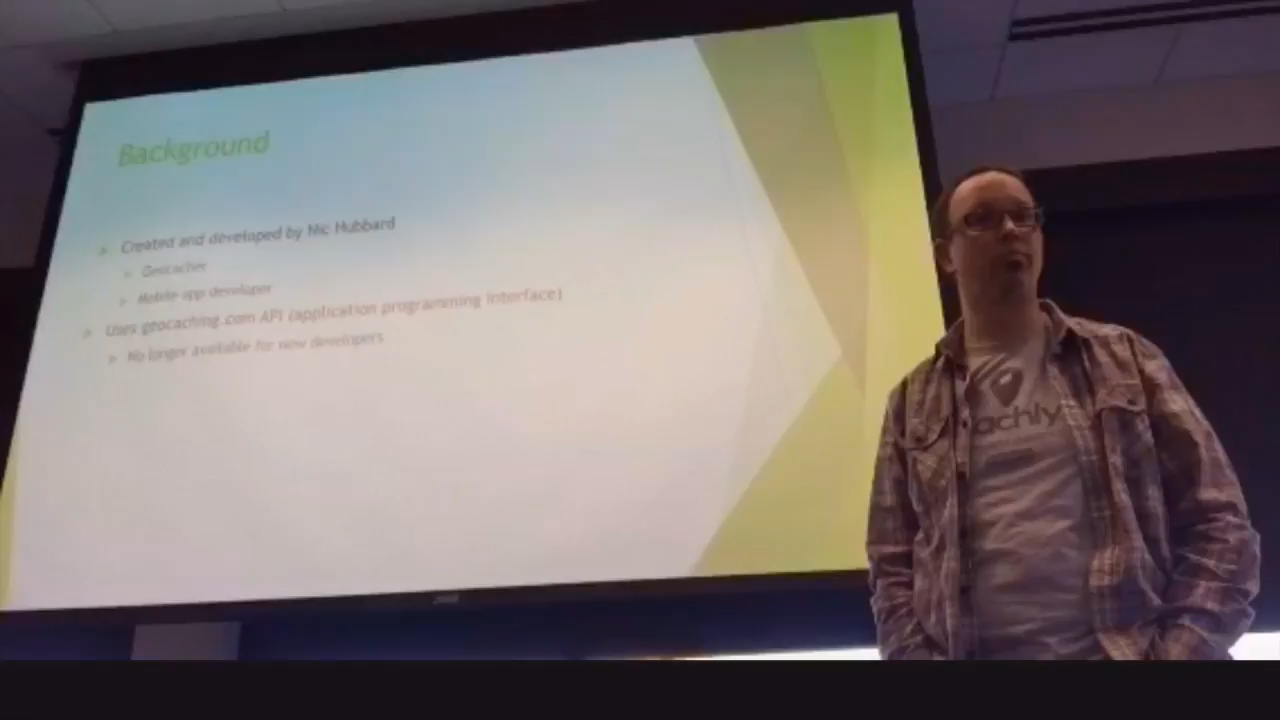 Background
Created and developed by Nic Hubbard
Geocacher
Mobile app developer
Uses geocaching.com API (application programming interface)
No longer available for new developers
achly